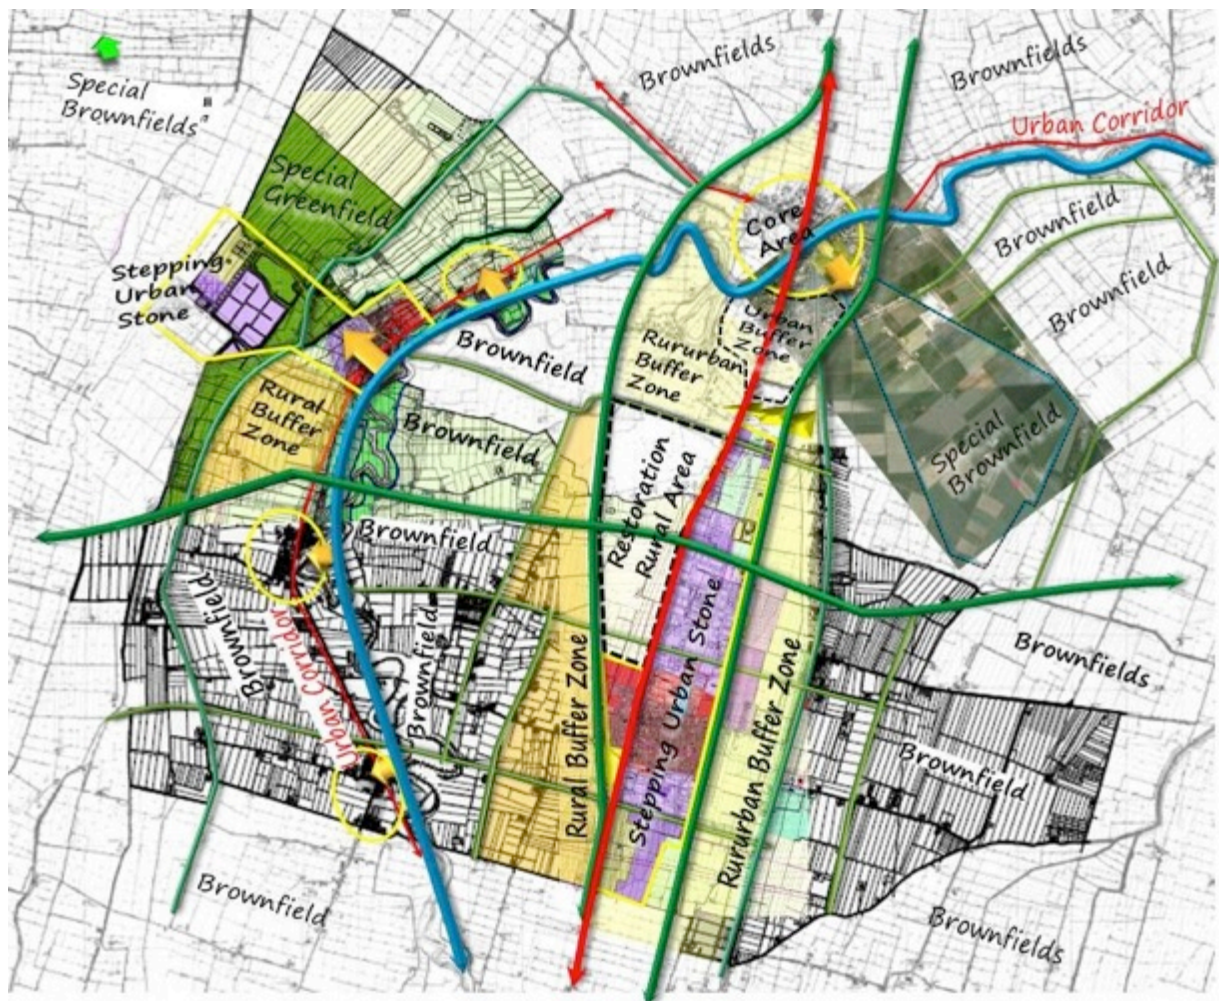 Brownfields
Brownfields
Special
Brownfields"
Urban Corridor
Special
Greenfield
Core
Area
Brownfield
Stepping
Urban
Stone
Brownfield
Urban
Buffer
Zone
Rururban
Buffer
Zone
Brownfield
Rural
Buffer
Zone
Brownfield
Special
Brownfield
Restoration
Rural Area
Brownfield
Brownfield
Urban Corridor
Brownfield
Rural Buffer Zone
Stepping Urban Stone
Rururban Buffer Zone
Brownfields
Brownfield
Brownfield
Brownfields